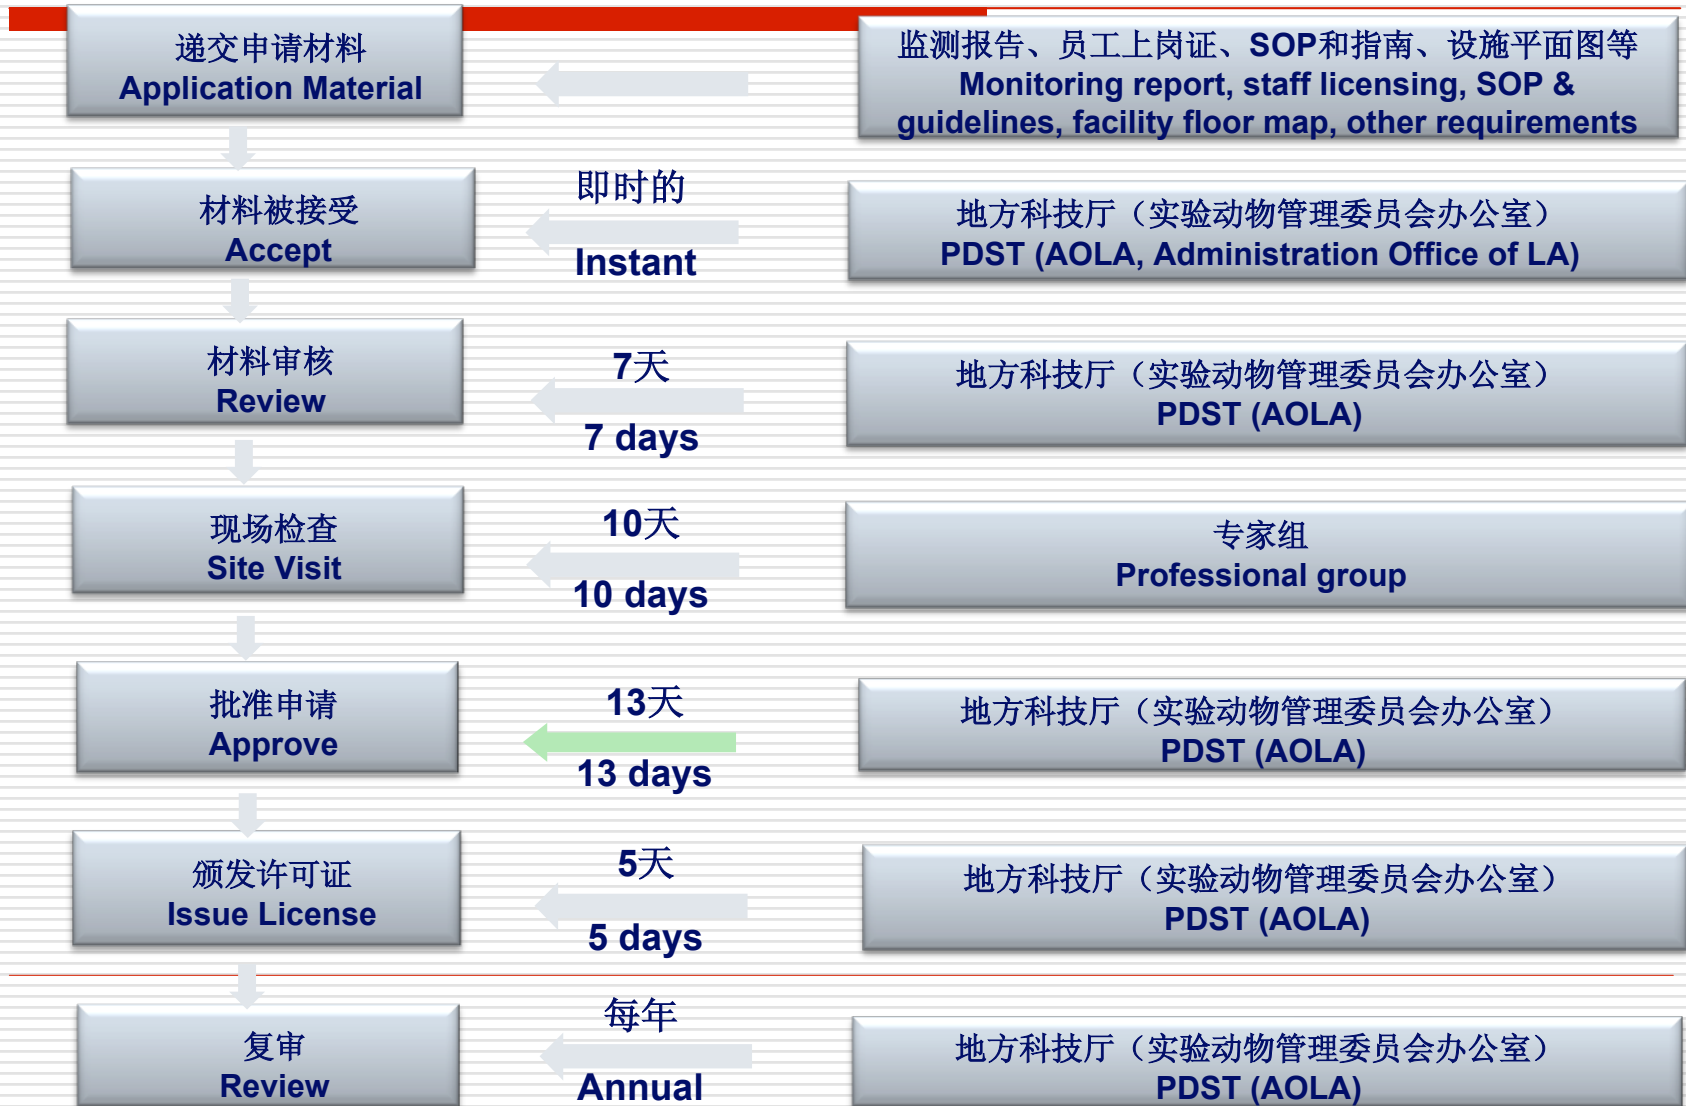 递交申请材料
Application Material
监测报告、员工上岗证、SOP和指南、设施平面图等
Monitoring report, staff licensing, SOP &
guidelines, facility floor map, other requirements
材料被接受
Accept
即时的
Instant
地方科技厅（实验动物管理委员会办公室）
PDST (AOLA, Administration Office of LA)
材料审核
Review
7天
7 days
地方科技厅（实验动物管理委员会办公室）
PDST (AOLA)
现场检查
Site Visit
10天
10 days
专家组
Professional group
批准申请
Approve
13天
13 days
地方科技厅（实验动物管理委员会办公室）
PDST (AOLA)
颁发许可证
Issue License
5天
5 days
地方科技厅（实验动物管理委员会办公室）
PDST (AOLA)
复审
Review
每年
Annual
地方科技厅（实验动物管理委员会办公室）
PDST (AOLA)